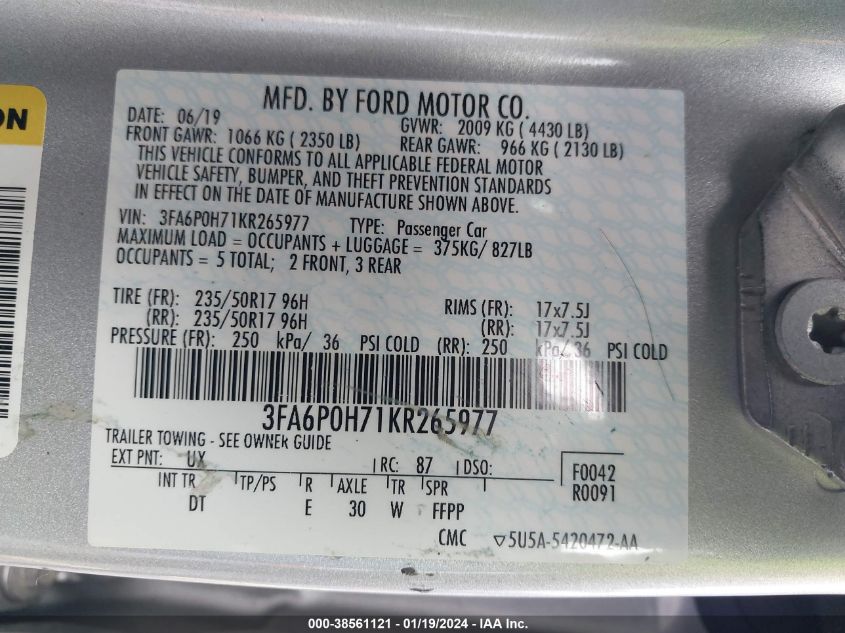 ON
MFD. BY FORD MOTOR CO.
DATE: 06/19 GVWR: 2009 KG ( 4430 LB)
FRONT GAWR: 1066 KG ( 2350 LB) REAR GAWR: 966 KG ( 2130 LB)
THIS VEHICLE CONFORMS TO ALL APPLICABLE FEDERAL MOTOR
VEHICLE SAFETY, BUMPER, AND THEFT PREVENTION STANDARDS
IN EFFECT ON THE DATE OF MANUFACTURE SHOWN ABOVE.
VIN: 3FA6P0H71KR265977 TYPE: Passenger Car
MAXIMUM LOAD = OCCUPANTS + LUGGAGE = 375KG/ 827LB
OCCUPANTS = 5 TOTAL; 2 FRONT, 3 REAR
TIRE (FR): 235/50R17 96H RIMS (FR): 17x7.5J
(RR): 235/50R17 96H (RR): 17x7.5J
PRESSURE (FR): 250 kPa/ 36 PSI COLD (RR): 250 kPa/ 36 PSI COLD
3FA6P0H71KR265977
TRAILER TOWING - SEE OWNER GUIDE
EXT PNT: UX RC: 87 DSO: F0042
INT TR TP/PS R AXLE TR SPR R0091
DT E 30 W FFPP
CMC ▽5U5A-5420472-AA
000-38561121 - 01/19/2024 - IAA Inc.